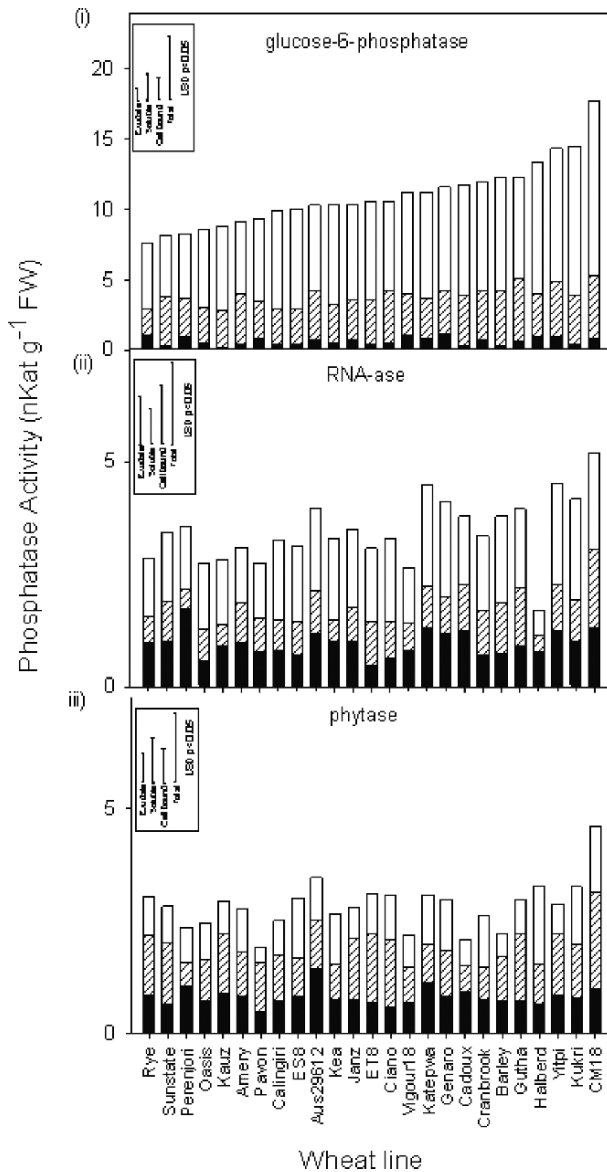 (i)
glucose-6-phosphatase
20
15
10
5
0
Exudate
Soluble
Cell bound
Total
LSD p<0.05
(ii)
RNA-ase
5
0
Exudate
Soluble
Cell bound
Total
LSD p<0.05
iii)
phytase
5
0
Exudate
Soluble
Cell bound
Total
LSD p<0.05
Phosphatase Activity (nKat g⁻¹ FW)
Rye
Sunstate
Perenjori
Oasis
Kauz
Amery
Pavon
Calingiri
ES8
Aus29612
Kea
Janz
ET8
Ciano
Vigour18
Katepwa
Genaro
Cadoux
Cranbrook
Barley
Gutha
Halberd
Yitpi
Kukri
CM18
Wheat line